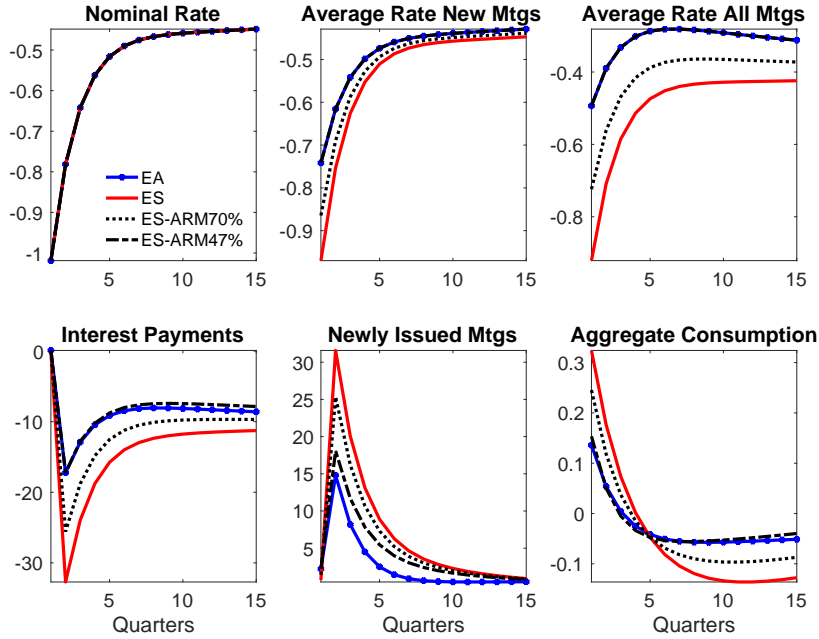 Nominal Rate
-0.5
-0.6
-0.7
-0.8
-0.9
-1
5 10 15
EA
ES
ES-ARM70%
ES-ARM47%
Average Rate New Mtgs
-0.5
-0.6
-0.7
-0.8
-0.9
5 10 15
Average Rate All Mtgs
-0.4
-0.6
-0.8
5 10 15
Interest Payments
0
-10
-20
-30
5 10 15
Quarters
Newly Issued Mtgs
30
25
20
15
10
5
5 10 15
Quarters
Aggregate Consumption
0.3
0.2
0.1
0
-0.1
5 10 15
Quarters